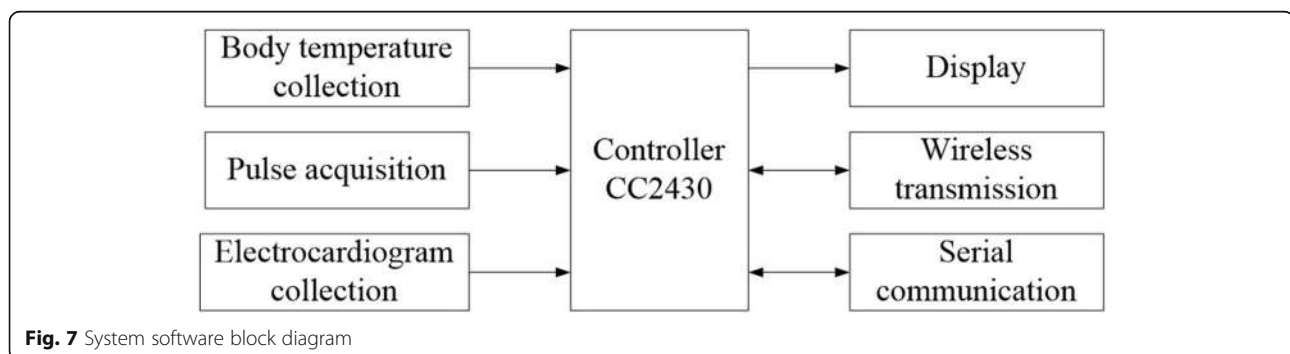 Body temperature
collection
Pulse acquisition
Electrocardiogram
collection
Controller
CC2430
Display
Wireless
transmission
Serial
communication
Fig. 7 System software block diagram